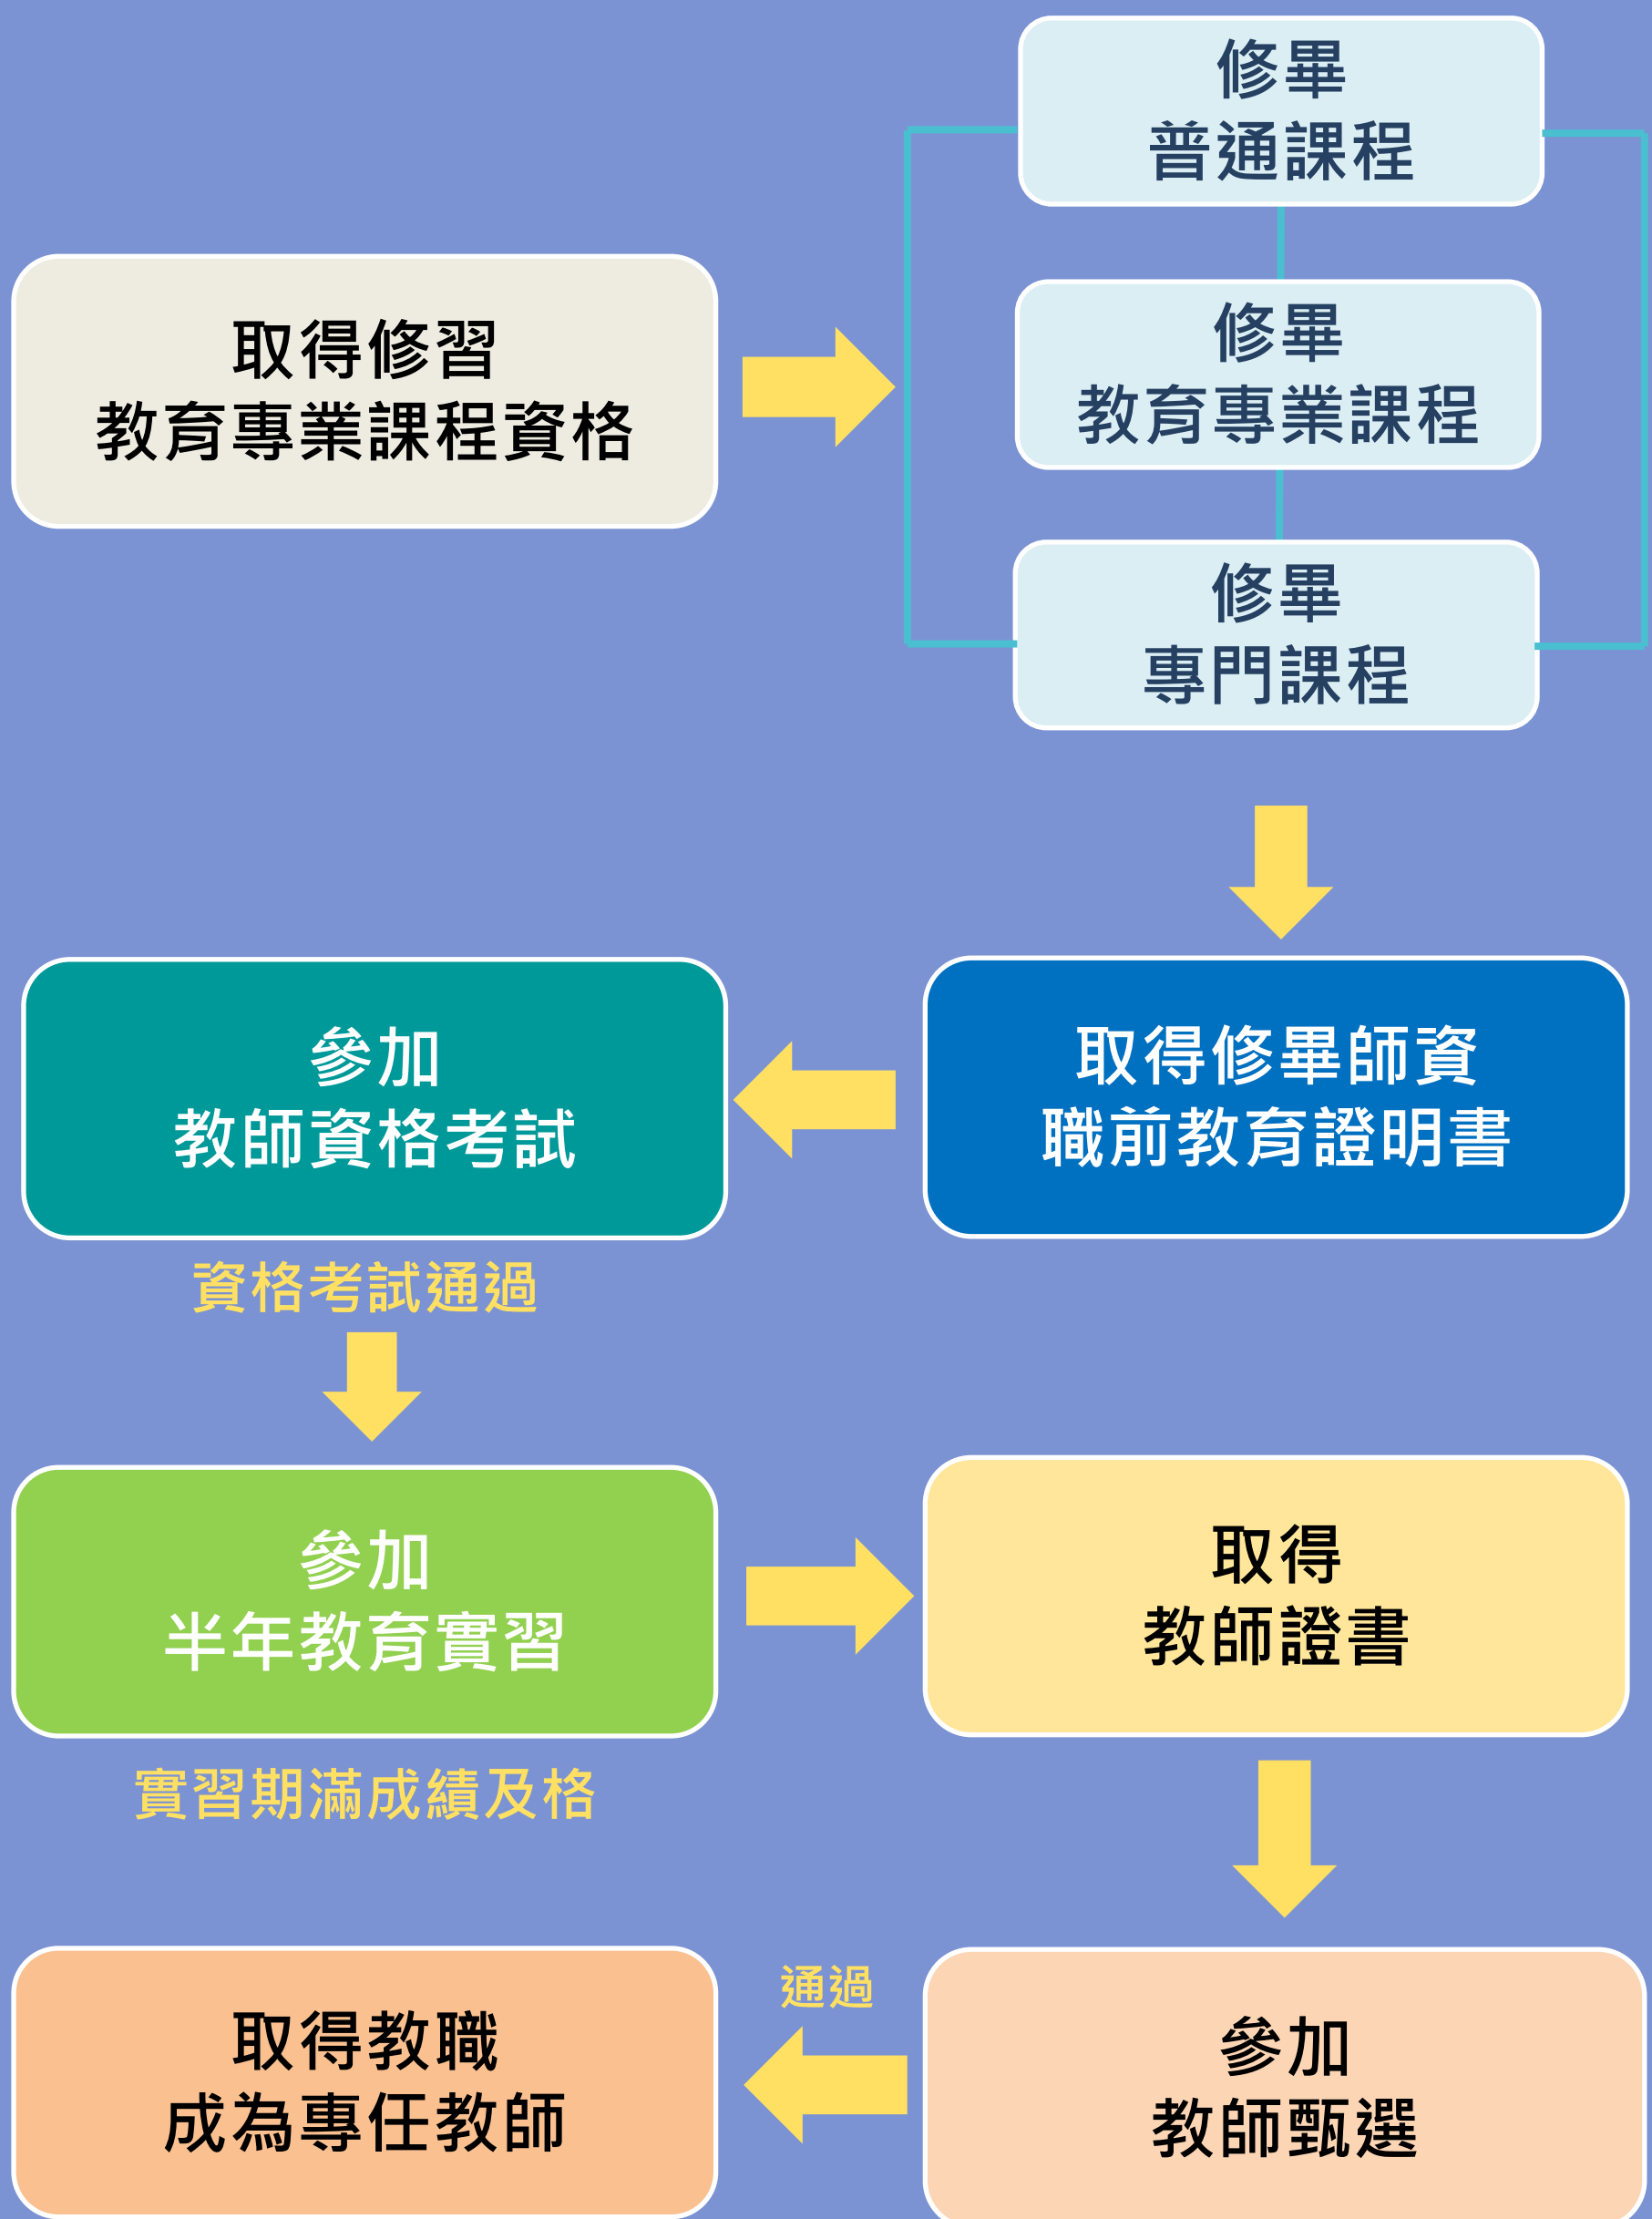 取得修習
教育專業課程資格
修畢
普通課程
修畢
教育專業課程
修畢
專門課程
取得修畢師資
職前教育證明書
參加
教師資格考試
資格考試通過
參加
半年教育實習
實習期滿成績及格
取得
教師證書
參加
教師甄選
通過
取得教職
成為專任教師